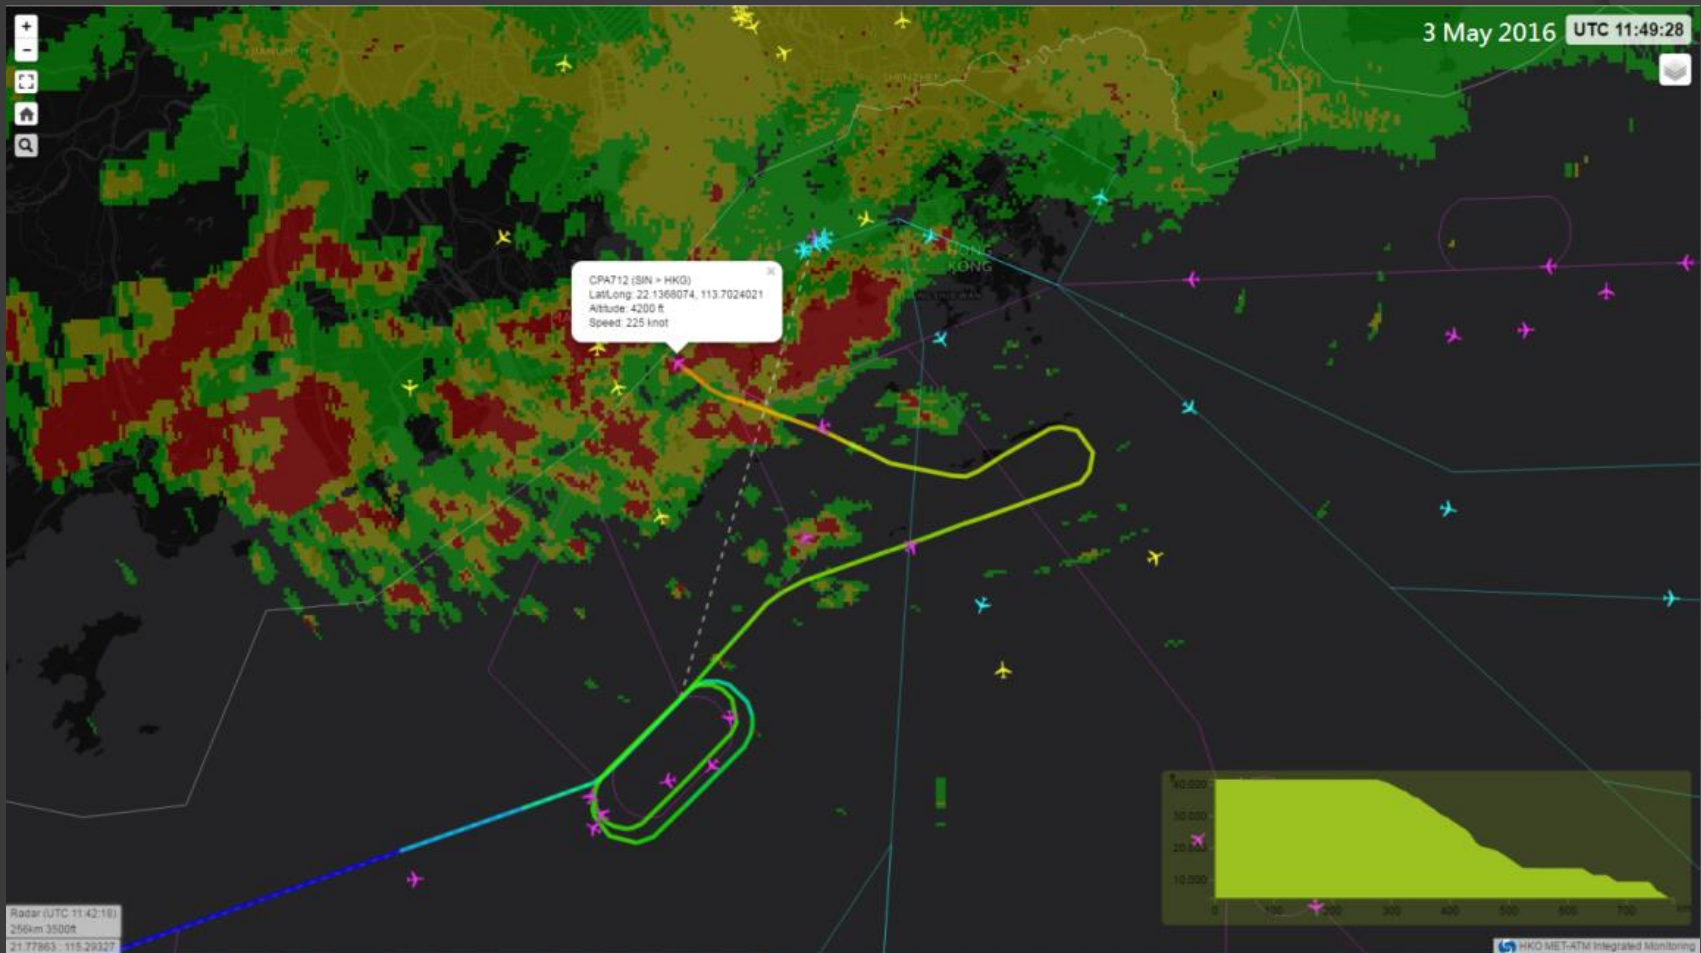 +
3 May 2016 UTC 11:49:28
−
SHENZHEN
HONG
KONG
CPA712 (SIN > HKG)
Lat/Long: 22.1368074, 113.7024021
Altitude: 4200 ft
Speed: 225 knot
40,000
30,000
20,000
10,000
0 100 200 300 400 500 600 700 km
Radar (UTC 11:42:18)
256km 3500ft
21.77863 : 115.29327
HKO MET-ATM Integrated Monitoring